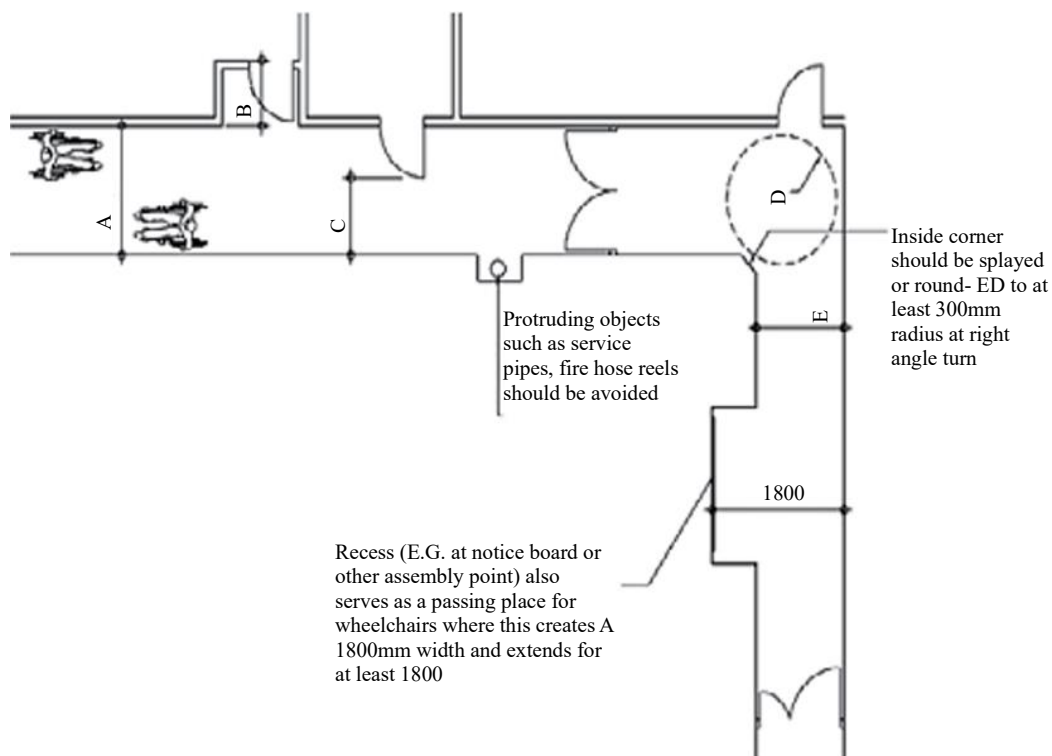 B
A
C
D
Inside corner
should be splayed
or round- ED to at
least 300mm
radius at right
angle turn
E
Protruding objects
such as service
pipes, fire hose reels
should be avoided
1800
Recess (E.G. at notice board or
other assembly point) also
serves as a passing place for
wheelchairs where this creates A
1800mm width and extends for
at least 1800